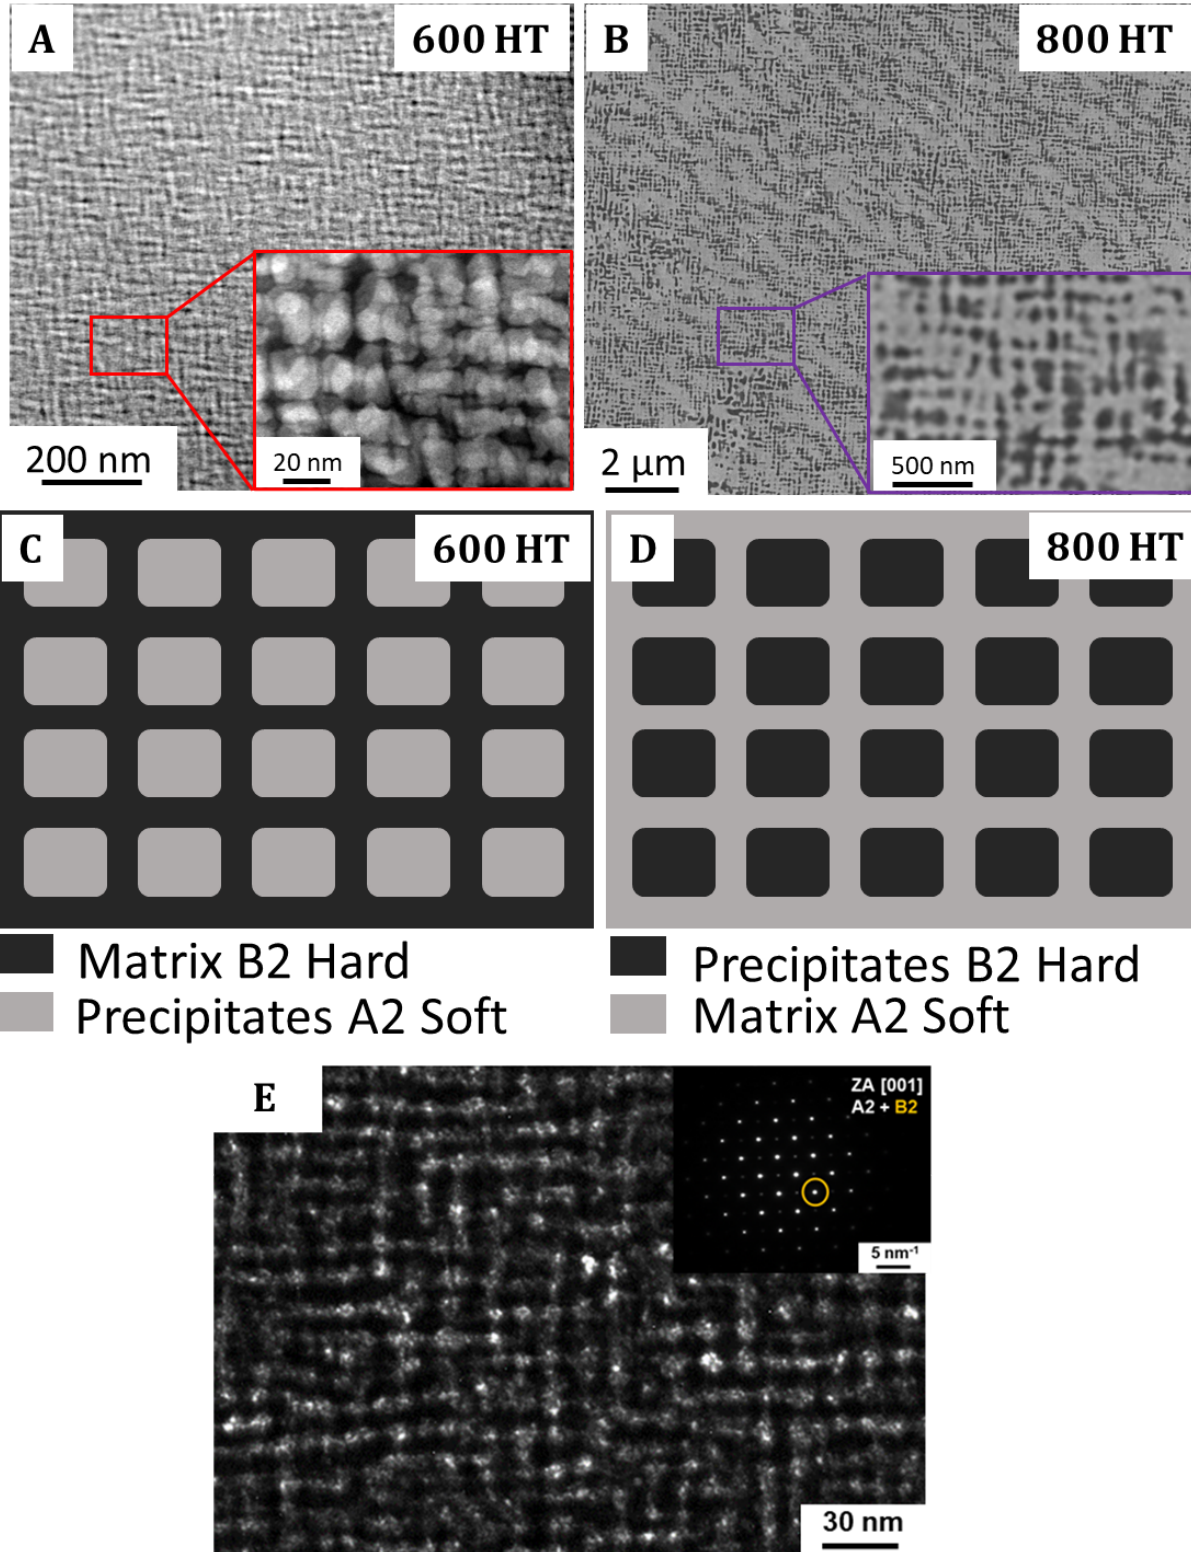 A
600 HT
200 nm
20 nm
B
800 HT
2 µm
500 nm
C
600 HT
D
800 HT
Matrix B2 Hard
Precipitates A2 Soft
Precipitates B2 Hard
Matrix A2 Soft
E
ZA [001]
A2 + B2
5 nm⁻¹
30 nm